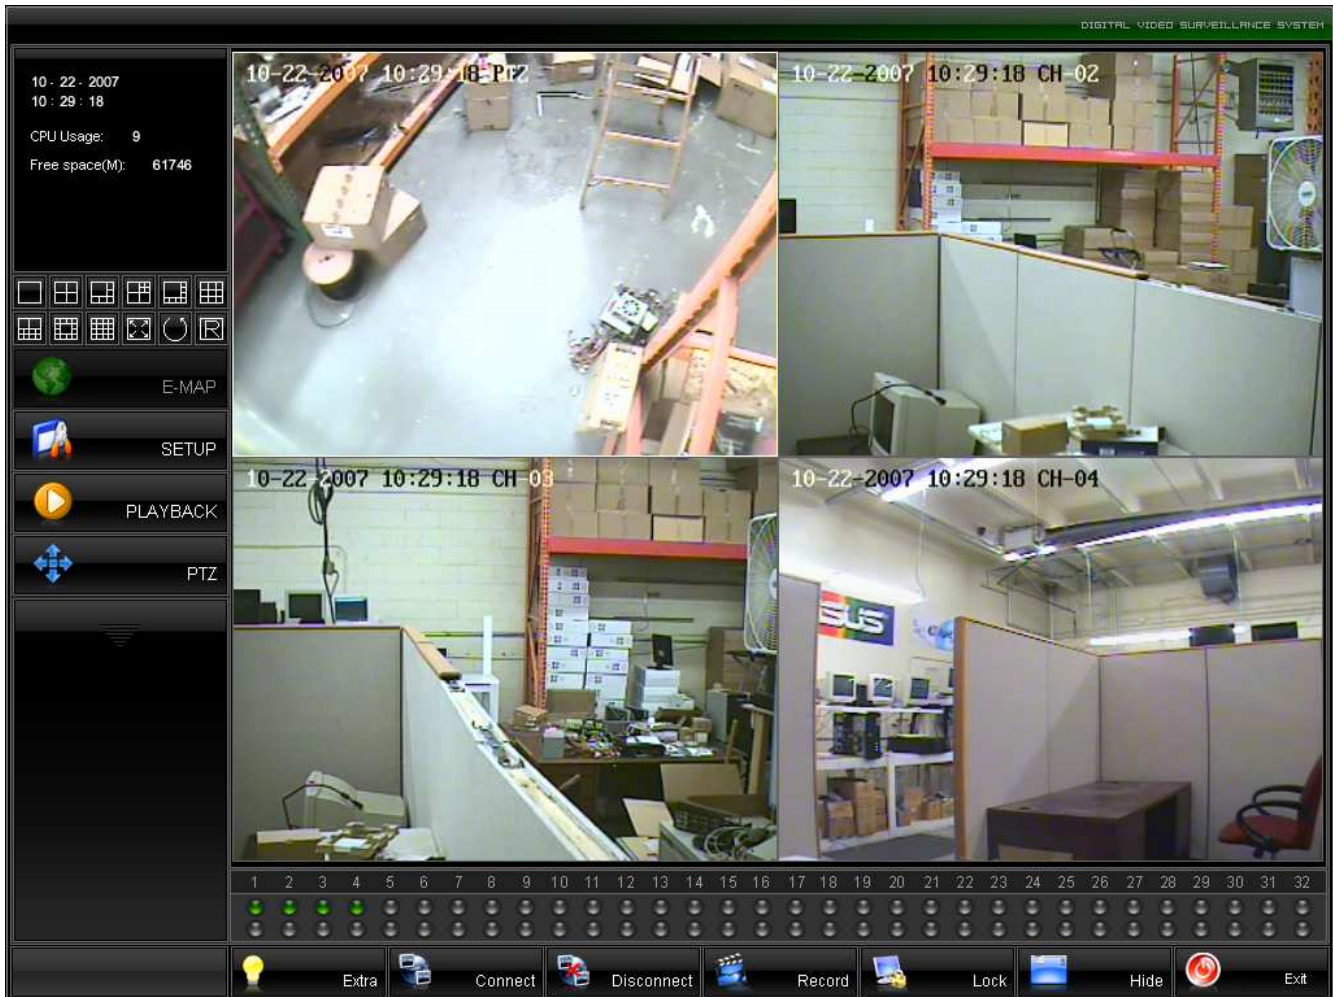 DIGITAL VIDEO SURVEILLANCE SYSTEM
10 - 22 - 2007
10 : 29 : 18
CPU Usage: 9
Free space(M): 61746
E-MAP
SETUP
PLAYBACK
PTZ
10-22-2007 10:29:18 PTZ
10-22-2007 10:29:18 CH-02
10-22-2007 10:29:18 CH-03
10-22-2007 10:29:18 CH-04
SUS
1 2 3 4 5 6 7 8 9 10 11 12 13 14 15 16 17 18 19 20 21 22 23 24 25 26 27 28 29 30 31 32
Extra Connect Disconnect Record Lock Hide Exit